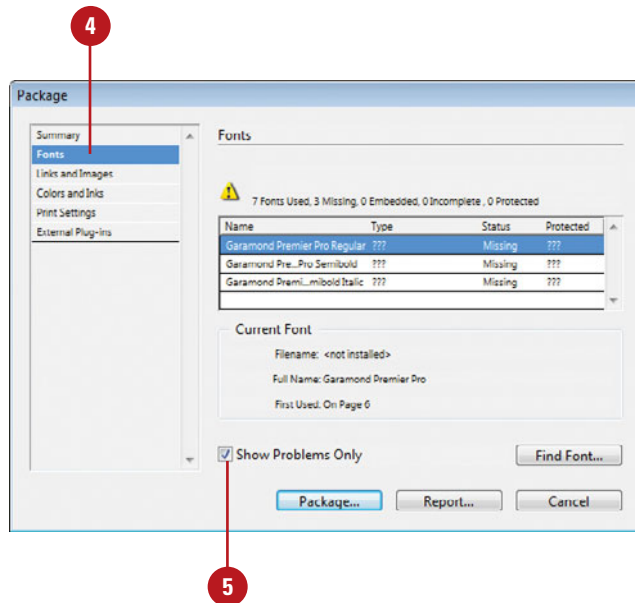 4
Package
Summary
Fonts
Links and Images
Colors and Inks
Print Settings
External Plug-ins
Fonts
7 Fonts Used, 3 Missing, 0 Embedded, 0 Incomplete , 0 Protected
Name Type Status Protected
Garamond Premier Pro Regular ??? Missing ???
Garamond Pre...Pro Semibold ??? Missing ???
Garamond Premi...mibold Italic ??? Missing ???
Current Font
Filename: <not installed>
Full Name: Garamond Premier Pro
First Used: On Page 6
Show Problems Only
Find Font...
Package... Report... Cancel
5